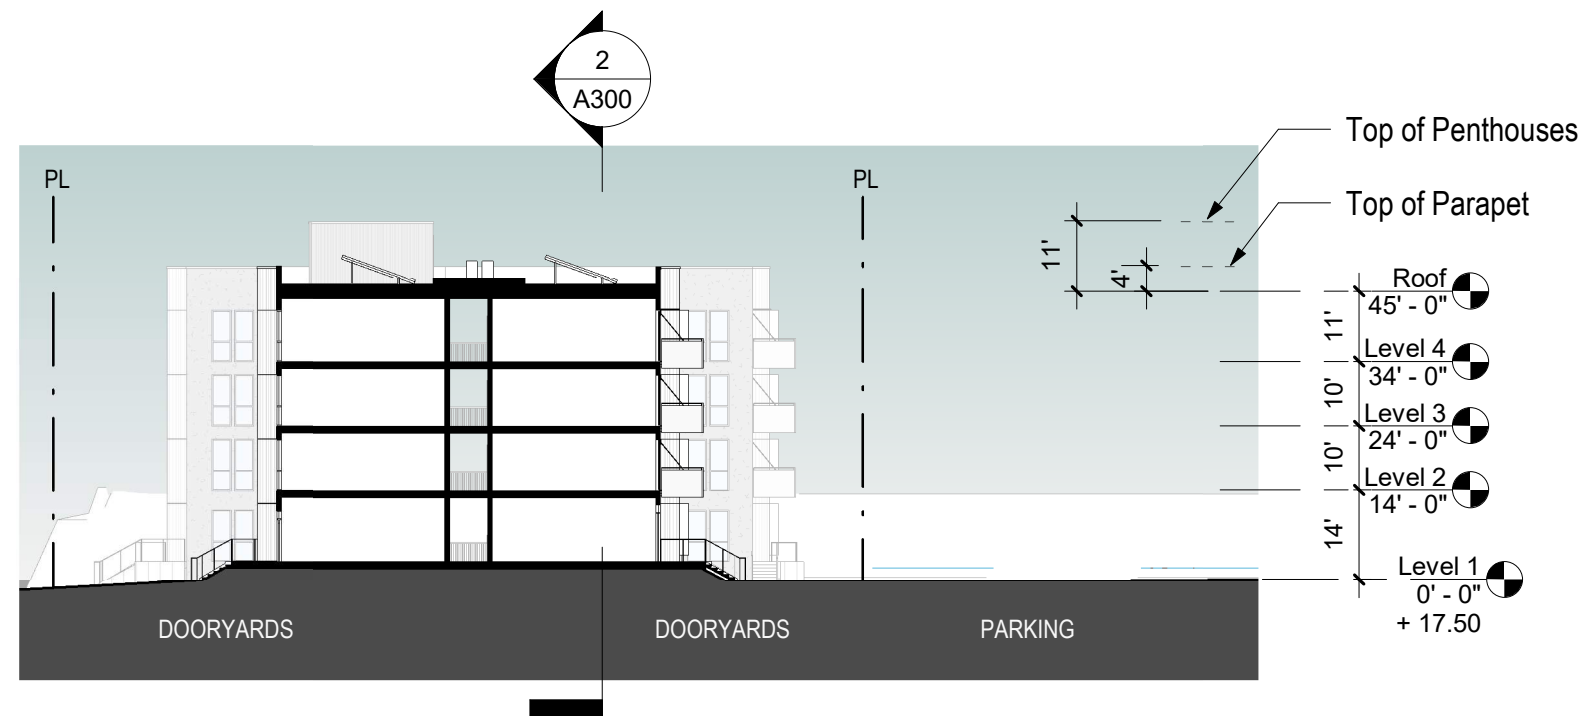 2
A300
Top of Penthouses
PL
PL
Top of Parapet
11'
4'
Roof
45' - 0"
11'
Level 4
34' - 0"
10'
Level 3
24' - 0"
10'
Level 2
14' - 0"
14'
Level 1
0' - 0"
+ 17.50
DOORYARDS
DOORYARDS
PARKING